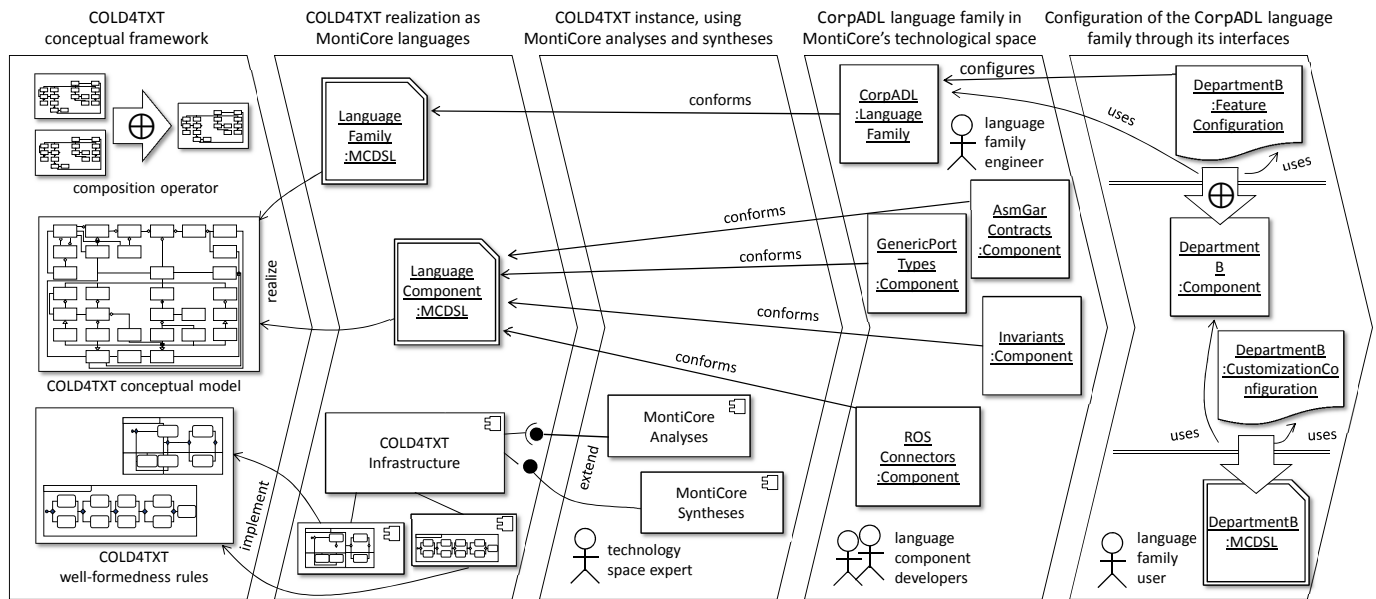 COLD4TXT
conceptual framework
COLD4TXT realization as
MontiCore languages
COLD4TXT instance, using
MontiCore analyses and syntheses
CorpADL language family in
MontiCore's technological space
Configuration of the CorpADL language
family through its interfaces
composition operator
COLD4TXT conceptual model
COLD4TXT
well-formedness rules
realize
implement
Language
Family
:MCDSL
Language
Component
:MCDSL
COLD4TXT
Infrastructure
conforms
conforms
conforms
conforms
conforms
extend
MontiCore
Analyses
MontiCore
Syntheses
technology
space expert
CorpADL
:Language
Family
language
family
engineer
AsmGar
Contracts
:Component
GenericPort
Types
:Component
Invariants
:Component
ROS
Connectors
:Component
language
component
developers
configures
uses
DepartmentB
:Feature
Configuration
uses
Department
B
:Component
DepartmentB
:CustomizationCo
nfiguration
uses
uses
DepartmentB
:MCDSL
language
family
user